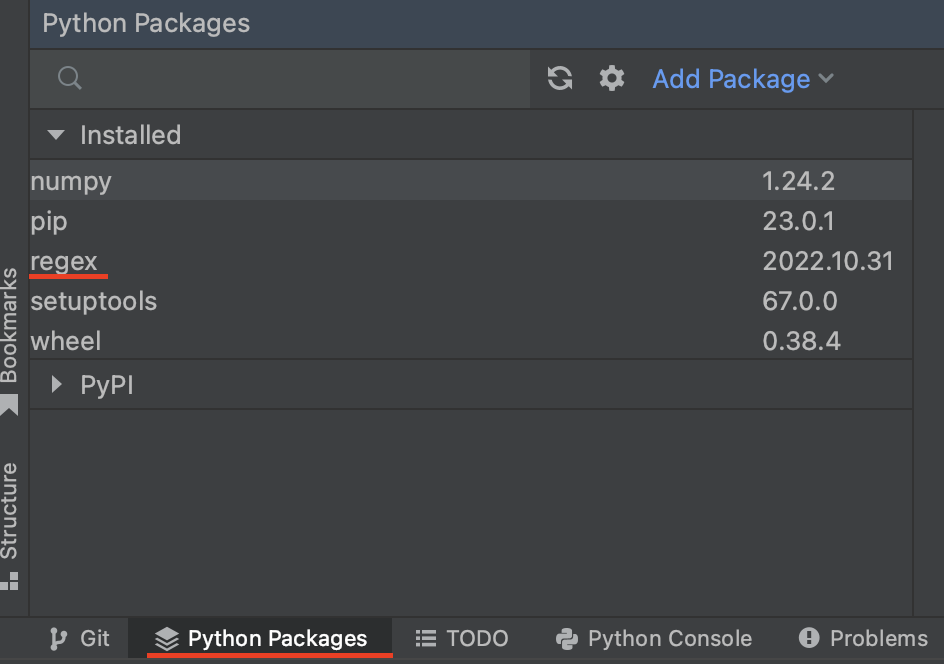 Python Packages
Add Package
Installed
numpy 1.24.2
pip 23.0.1
regex 2022.10.31
setuptools 67.0.0
wheel 0.38.4
PyPI
Bookmarks
Structure
Git Python Packages TODO Python Console Problems